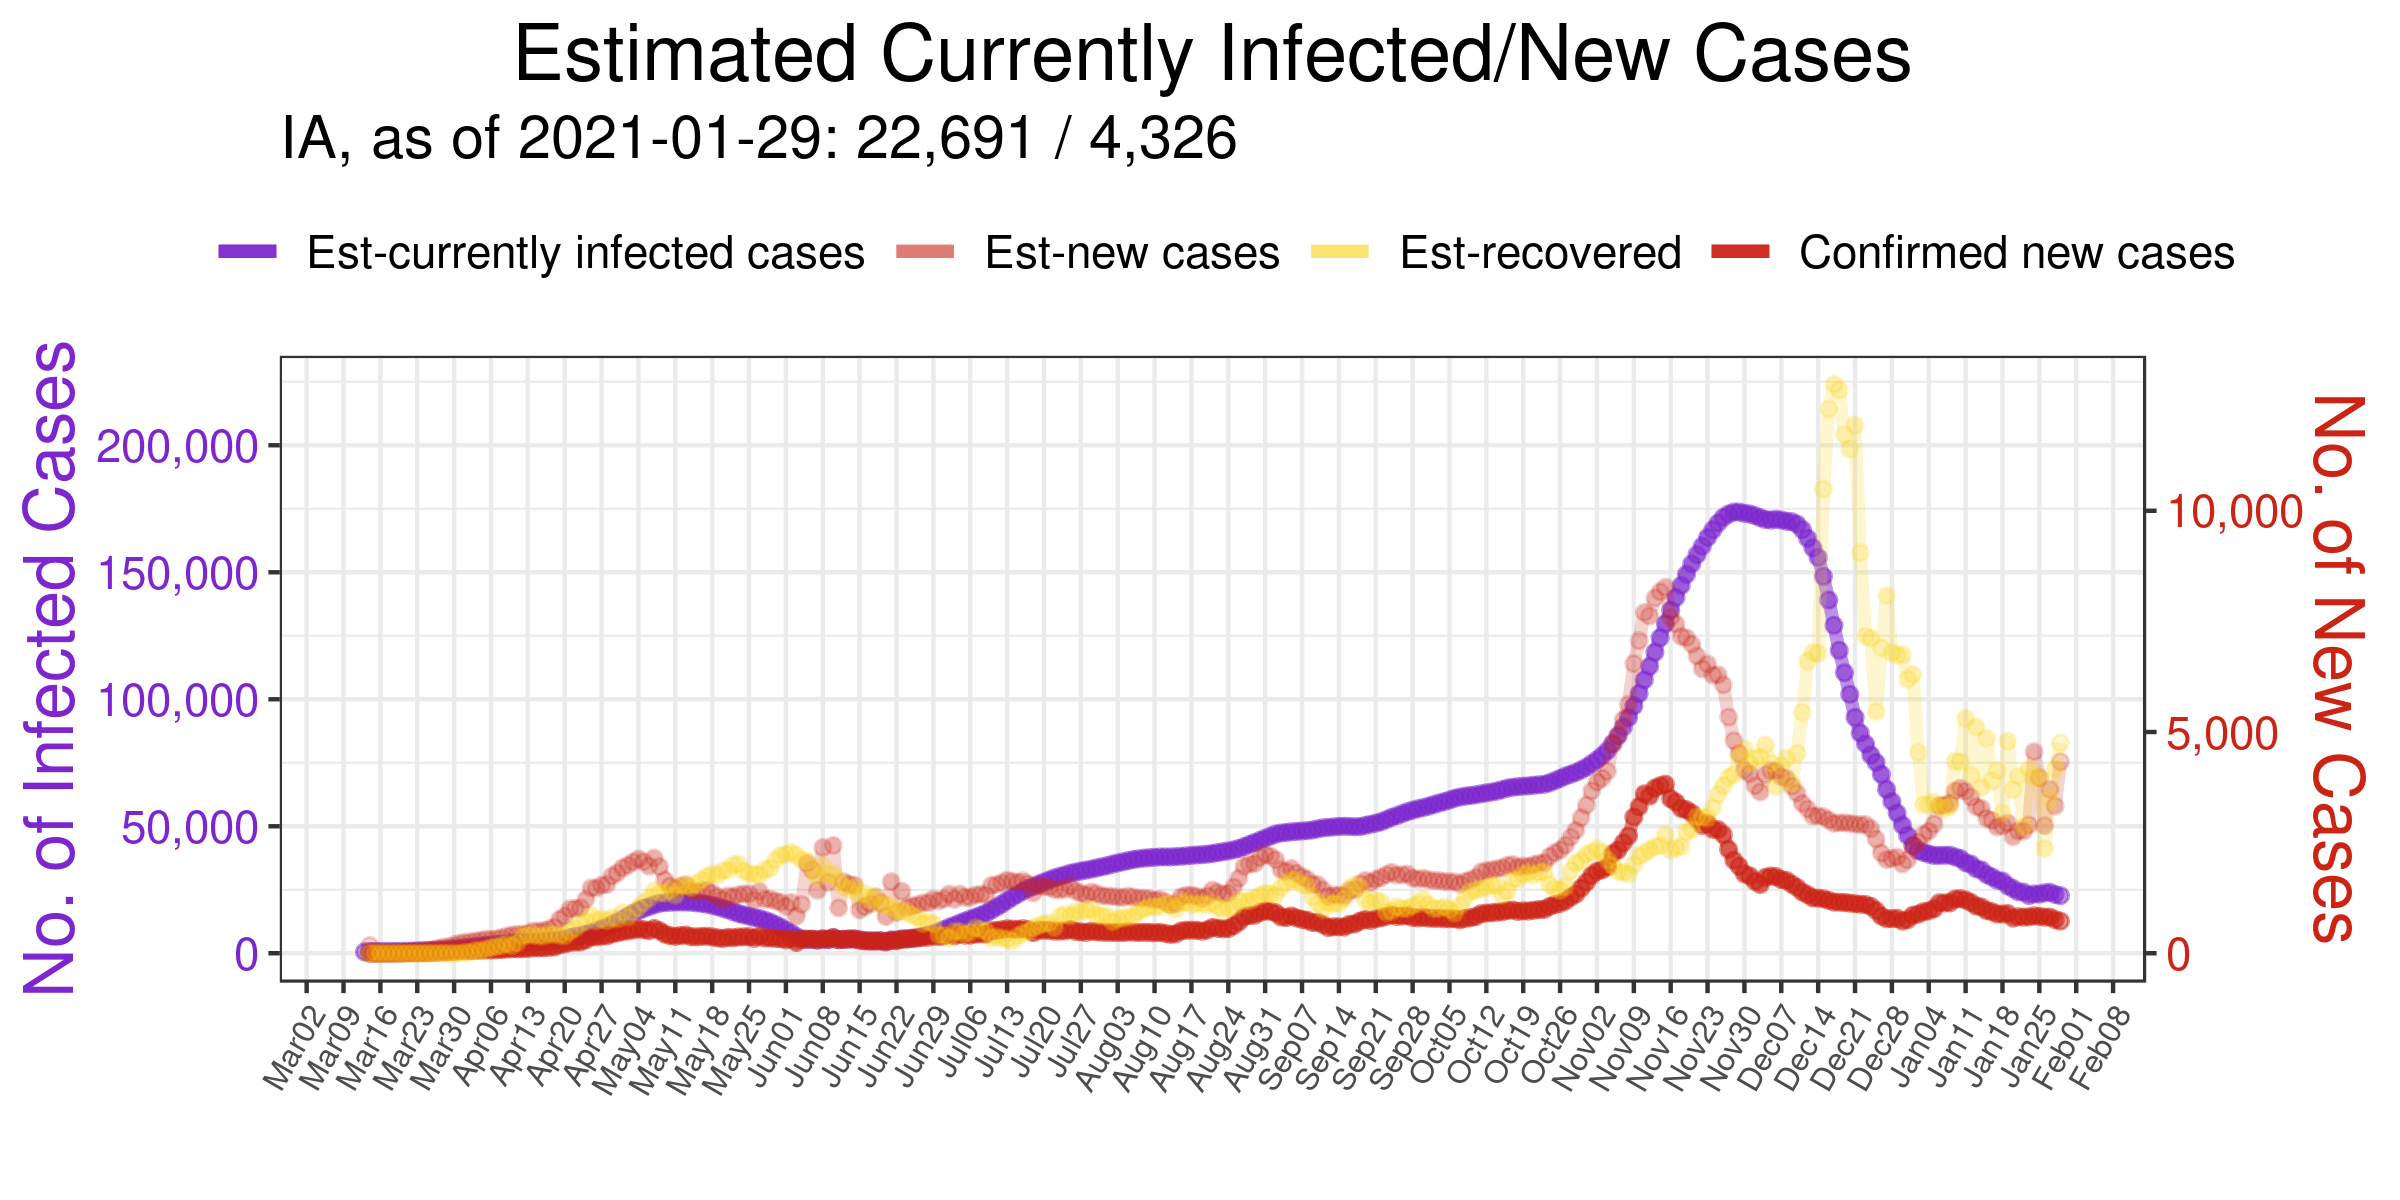 Estimated Currently Infected/New Cases
IA, as of 2021-01-29: 22,691 / 4,326
Est-currently infected cases Est-new cases Est-recovered Confirmed new cases
No. of Infected Cases
200,000
150,000
100,000
50,000
0
10,000
5,000
0
No. of New Cases
Mar02 Mar09 Mar16 Mar23 Mar30 Apr06 Apr13 Apr20 Apr27 May04 May11 May18 May25 Jun01 Jun08 Jun15 Jun22 Jun29 Jul06 Jul13 Jul20 Jul27 Aug03 Aug10 Aug17 Aug24 Aug31 Sep07 Sep14 Sep21 Sep28 Oct05 Oct12 Oct19 Oct26 Nov02 Nov09 Nov16 Nov23 Nov30 Dec07 Dec14 Dec21 Dec28 Jan04 Jan11 Jan18 Jan25 Feb01 Feb08